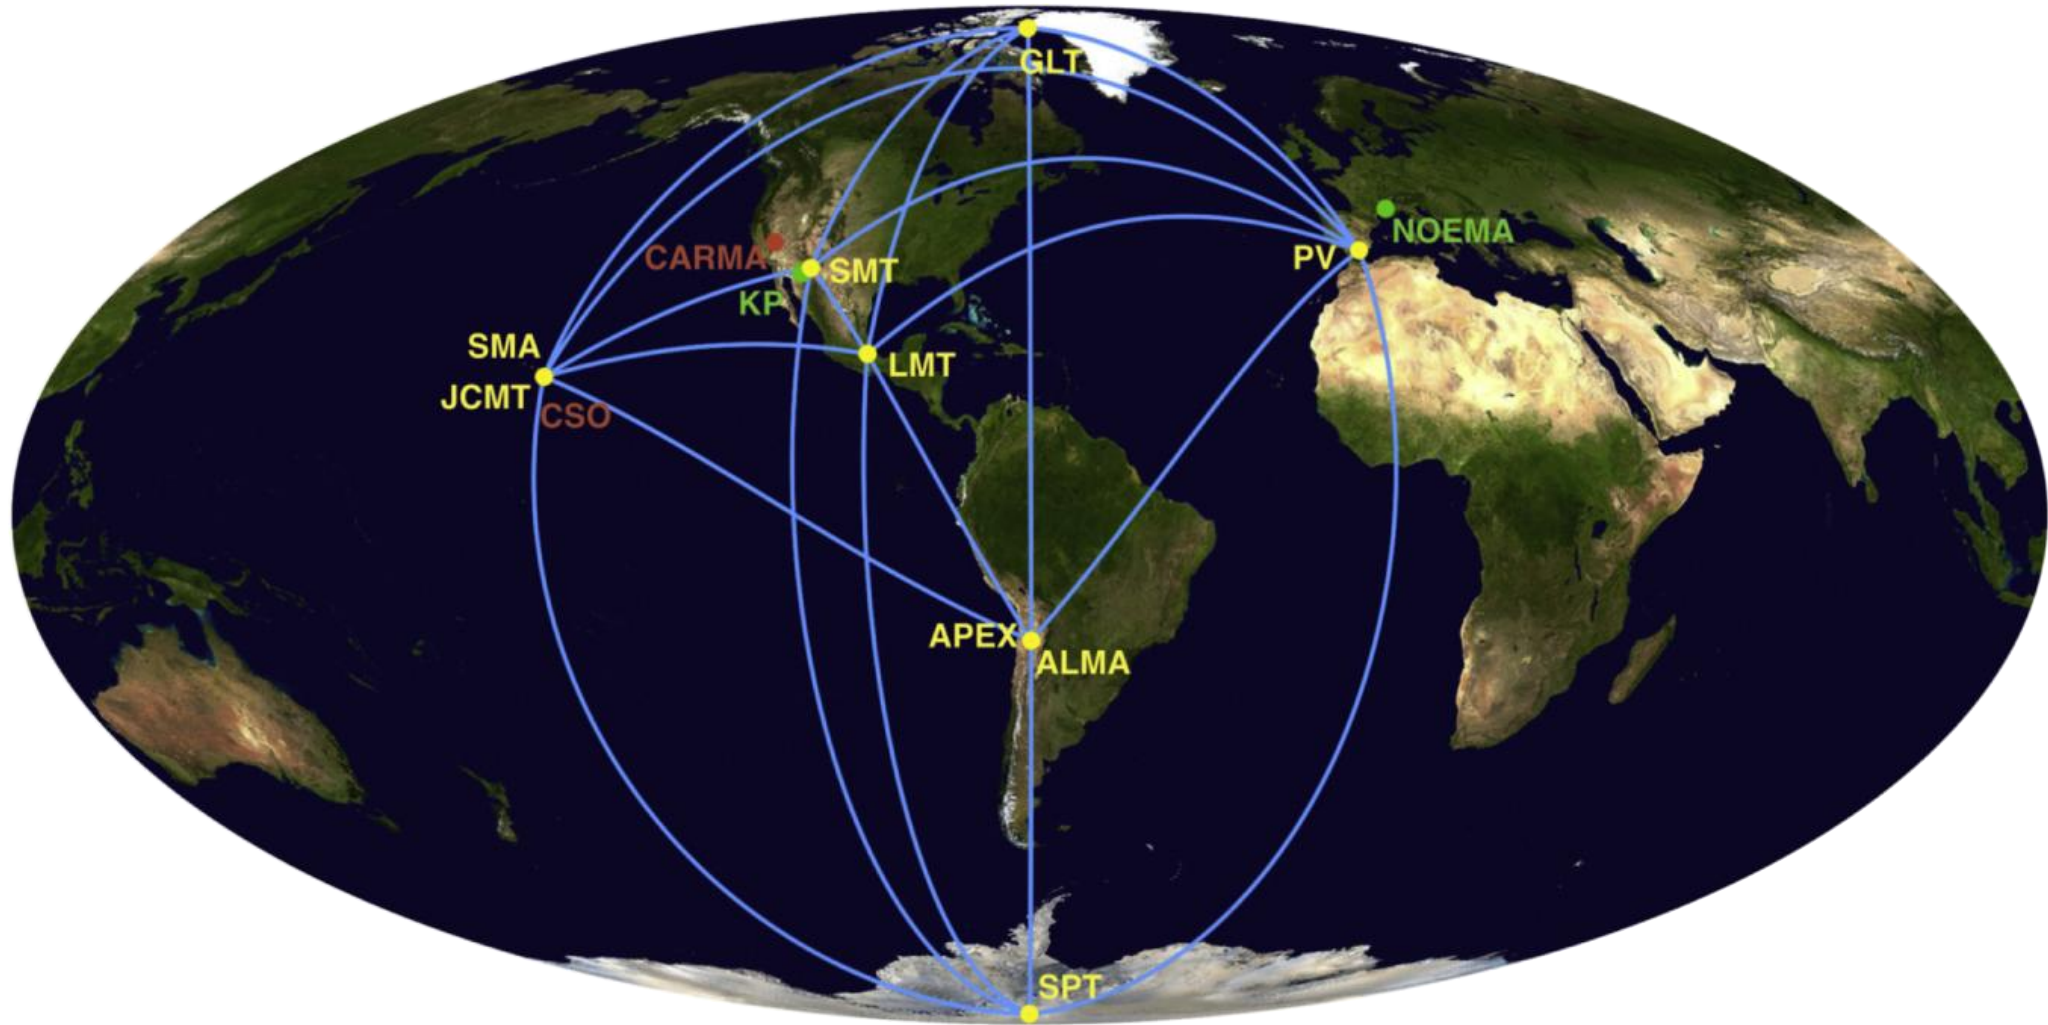 GLT
NOEMA
CARMA
PV
SMT
KP
SMA
LMT
JCMT
CSO
APEX
ALMA
SPT